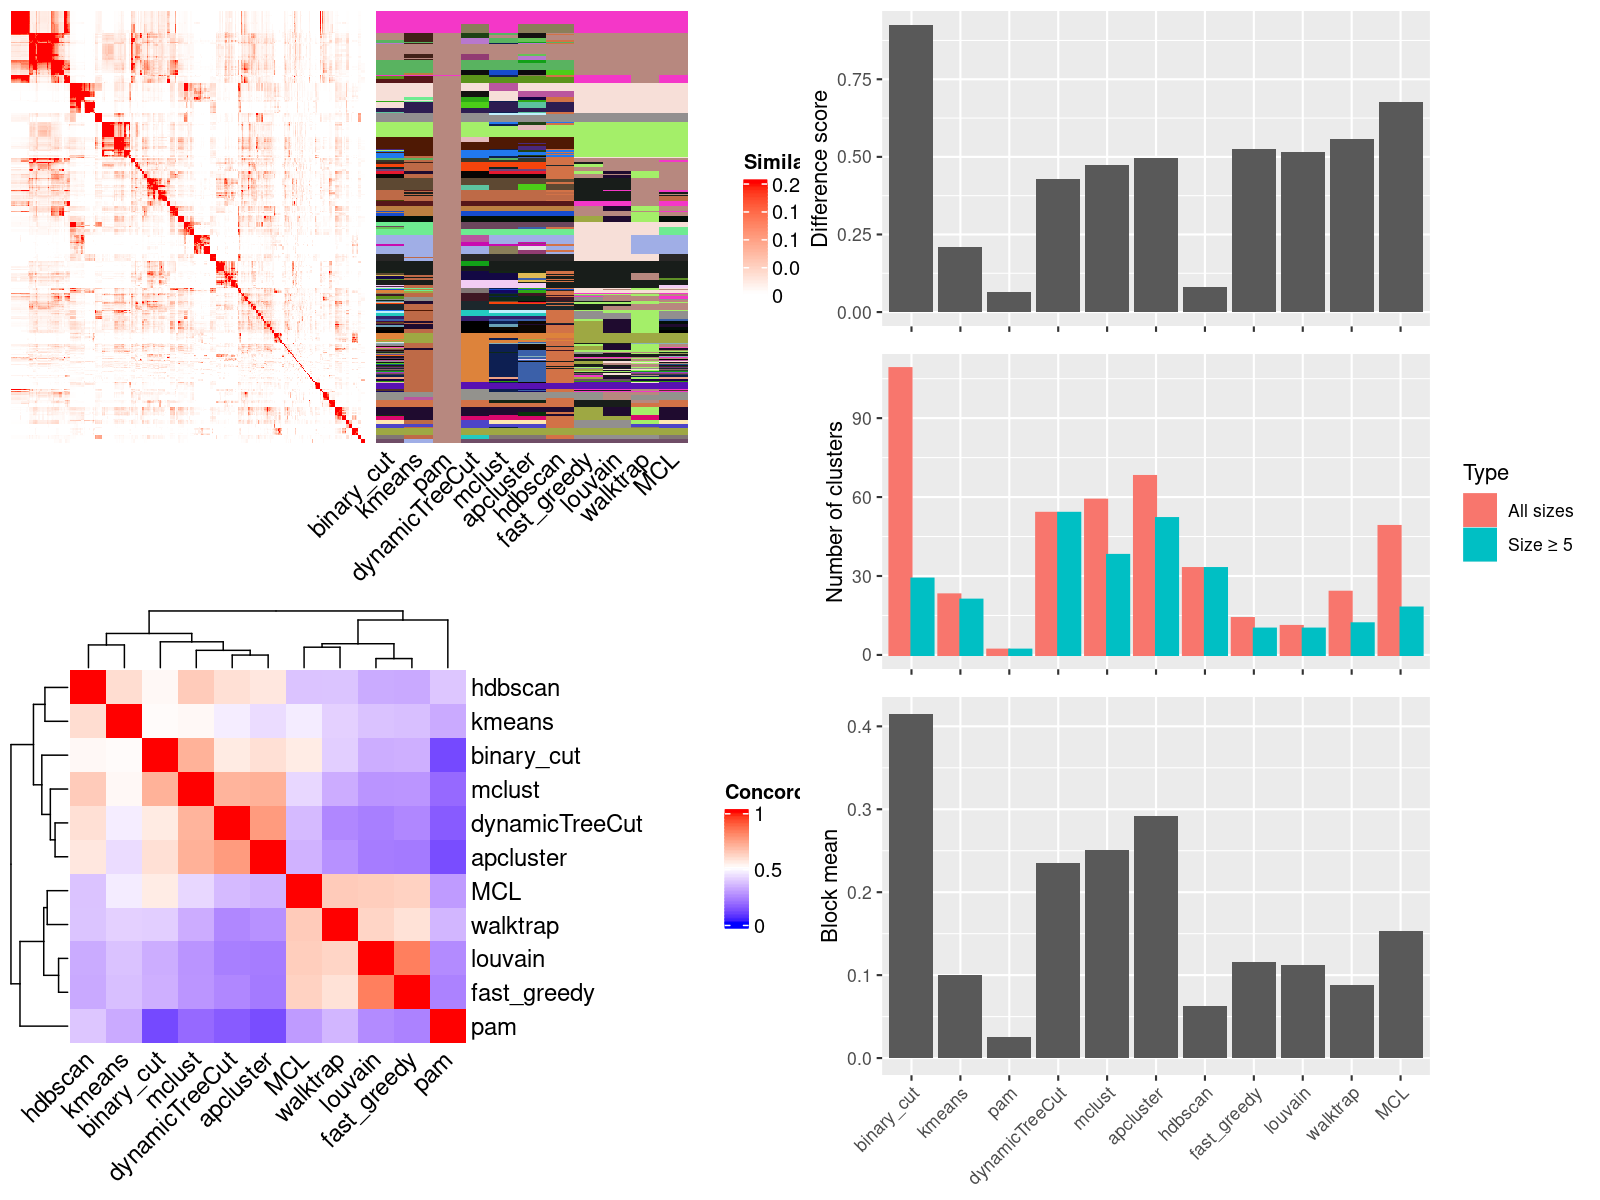 Simila
0.2
0.1
0.1
0.0
0
binary_cut
kmeans
pam
dynamicTreeCut
mclust
apcluster
hdbscan
fast_greedy
louvain
walktrap
MCL
Difference score
0.75
0.50
0.25
0.00
Number of clusters
90
60
30
0
Type
All sizes
Size ≥ 5
hdbscan
kmeans
binary_cut
mclust
dynamicTreeCut
apcluster
MCL
walktrap
louvain
fast_greedy
pam
hdbscan
kmeans
binary_cut
mclust
dynamicTreeCut
apcluster
MCL
walktrap
louvain
fast_greedy
pam
Concord
1
0.5
0
Block mean
0.4
0.3
0.2
0.1
0.0
binary_cut
kmeans
pam
dynamicTreeCut
mclust
apcluster
hdbscan
fast_greedy
louvain
walktrap
MCL